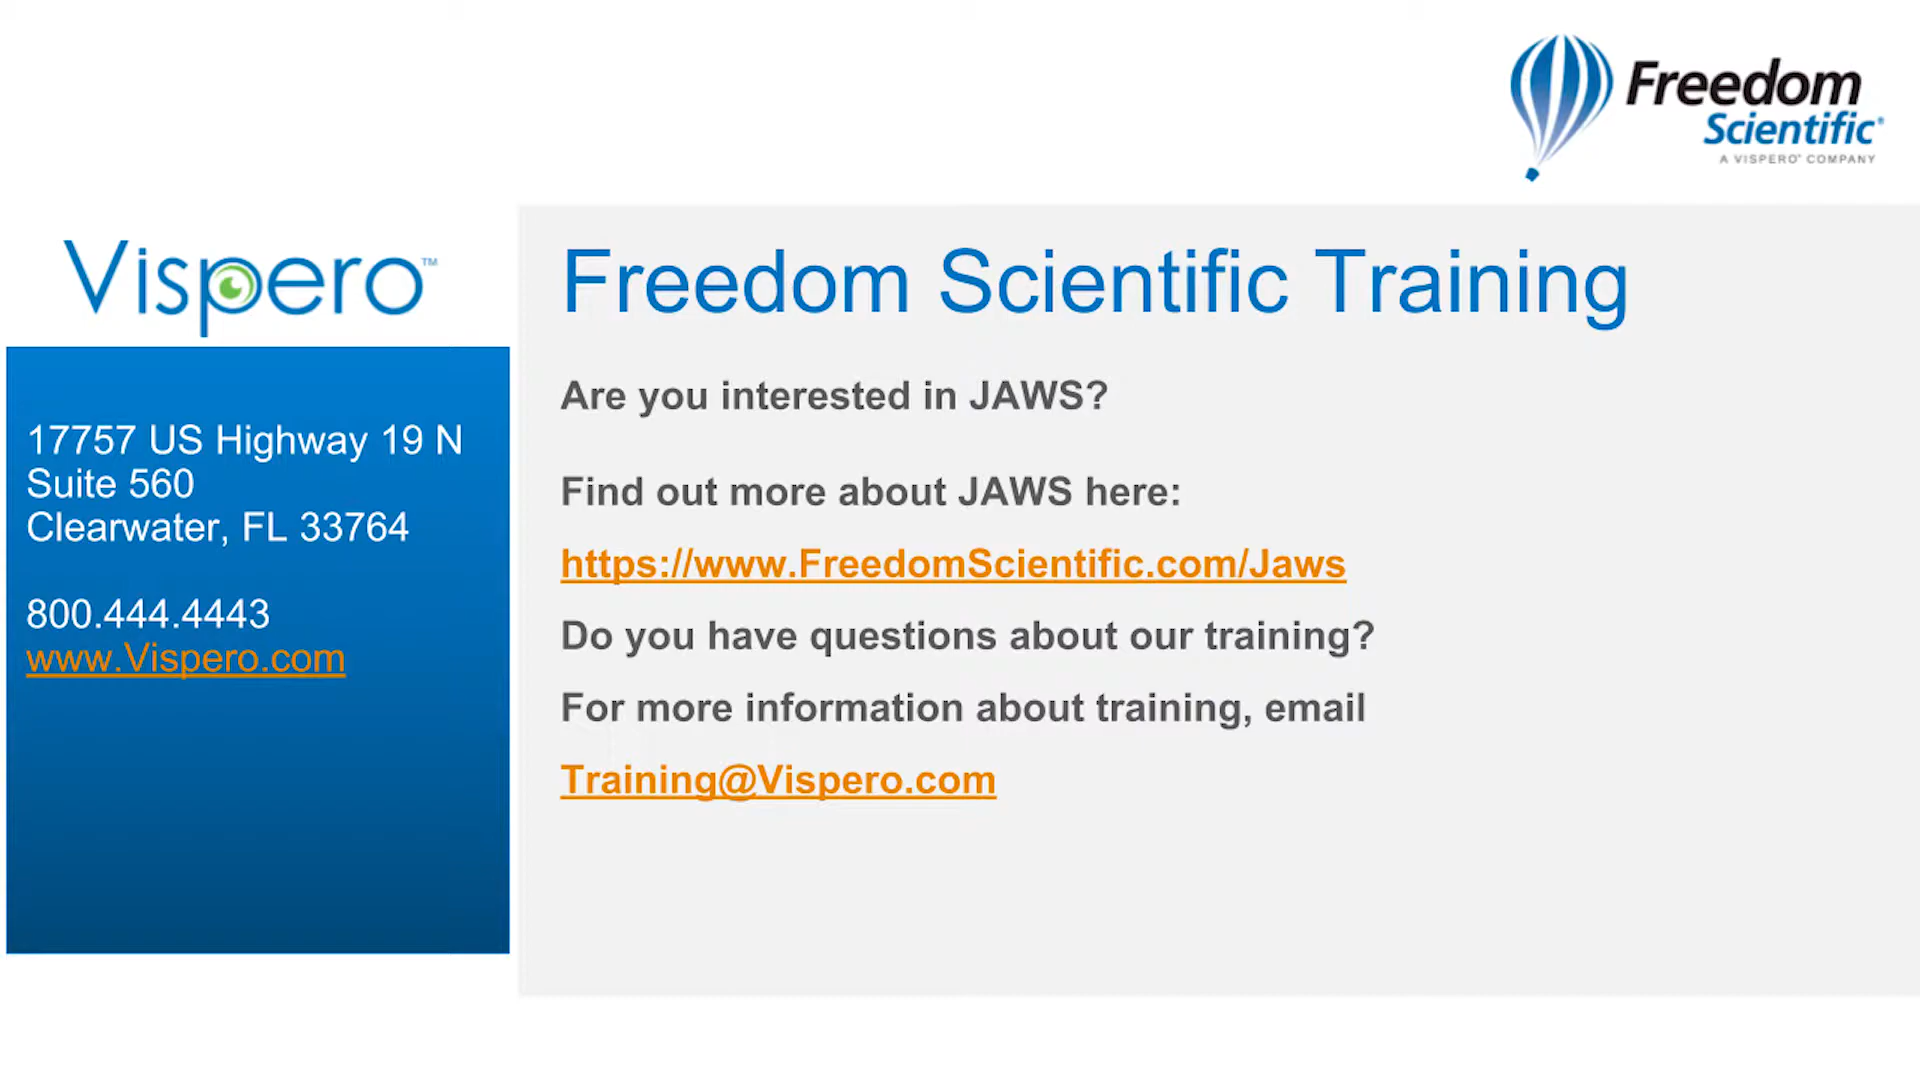 Freedom
Scientific®
A VISPERO® COMPANY
Vispero™
17757 US Highway 19 N
Suite 560
Clearwater, FL 33764
800.444.4443
www.Vispero.com
Freedom Scientific Training
Are you interested in JAWS?
Find out more about JAWS here:
https://www.FreedomScientific.com/Jaws
Do you have questions about our training?
For more information about training, email
Training@Vispero.com